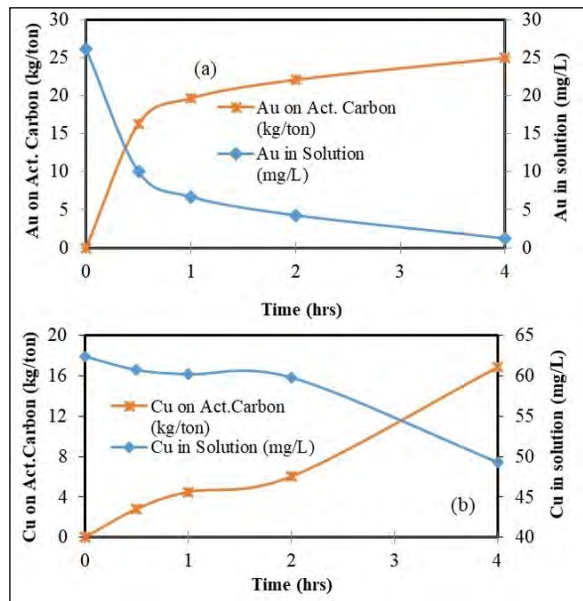 Au on Act. Carbon (kg/ton)
30
25
20
15
10
5
0
(a)
Au on Act. Carbon
(kg/ton)
Au in Solution
(mg/L)
30
25
20
15
10
5
0
Au in solution (mg/L)
0 1 2 3 4
Time (hrs)
Cu on Act.Carbon (kg/ton)
20
16
12
8
4
0
Cu on Act.Carbon
(kg/ton)
Cu in Solution (mg/L)
(b)
65
60
55
50
45
40
Cu in solution (mg/L)
0 1 2 3 4
Time (hrs)